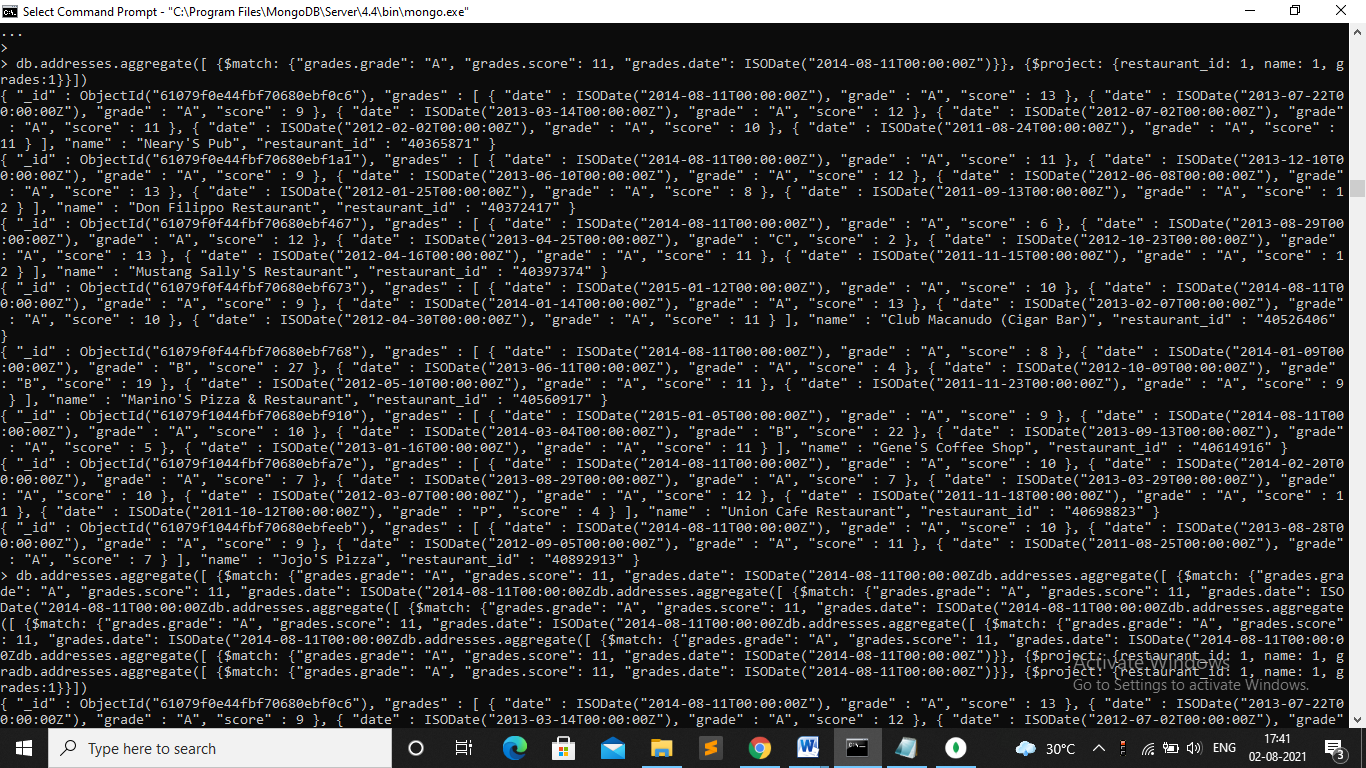 Select Command Prompt - "C:\Program Files\MongoDB\Server\4.4\bin\mongo.exe"
...
>
> db.addresses.aggregate([ {$match: {"grades.grade": "A", "grades.score": 11, "grades.date": ISODate("2014-08-11T00:00:00Z")}}, {$project: {restaurant_id: 1, name: 1, g
rades:1}}])
{ "_id" : ObjectId("61079f0e44fbf70680ebf0c6"), "grades" : [ { "date" : ISODate("2014-08-11T00:00:00Z"), "grade" : "A", "score" : 13 }, { "date" : ISODate("2013-07-22T0
0:00:00Z"), "grade" : "A", "score" : 9 }, { "date" : ISODate("2013-03-14T00:00:00Z"), "grade" : "A", "score" : 12 }, { "date" : ISODate("2012-07-02T00:00:00Z"), "grade"
 : "A", "score" : 11 }, { "date" : ISODate("2012-02-02T00:00:00Z"), "grade" : "A", "score" : 10 }, { "date" : ISODate("2011-08-24T00:00:00Z"), "grade" : "A", "score" :
11 } ], "name" : "Neary'S Pub", "restaurant_id" : "40365871" }
{ "_id" : ObjectId("61079f0e44fbf70680ebf1a1"), "grades" : [ { "date" : ISODate("2014-08-11T00:00:00Z"), "grade" : "A", "score" : 11 }, { "date" : ISODate("2013-12-10T0
0:00:00Z"), "grade" : "A", "score" : 9 }, { "date" : ISODate("2013-06-10T00:00:00Z"), "grade" : "A", "score" : 12 }, { "date" : ISODate("2012-06-08T00:00:00Z"), "grade"
 : "A", "score" : 13 }, { "date" : ISODate("2012-01-25T00:00:00Z"), "grade" : "A", "score" : 8 }, { "date" : ISODate("2011-09-13T00:00:00Z"), "grade" : "A", "score" : 1
2 } ], "name" : "Don Filippo Restaurant", "restaurant_id" : "40372417" }
{ "_id" : ObjectId("61079f0f44fbf70680ebf467"), "grades" : [ { "date" : ISODate("2014-08-11T00:00:00Z"), "grade" : "A", "score" : 6 }, { "date" : ISODate("2013-08-29T00
:00:00Z"), "grade" : "A", "score" : 12 }, { "date" : ISODate("2013-04-25T00:00:00Z"), "grade" : "C", "score" : 2 }, { "date" : ISODate("2012-10-23T00:00:00Z"), "grade"
: "A", "score" : 13 }, { "date" : ISODate("2012-04-16T00:00:00Z"), "grade" : "A", "score" : 11 }, { "date" : ISODate("2011-11-15T00:00:00Z"), "grade" : "A", "score" : 1
2 } ], "name" : "Mustang Sally'S Restaurant", "restaurant_id" : "40397374" }
{ "_id" : ObjectId("61079f0f44fbf70680ebf673"), "grades" : [ { "date" : ISODate("2015-01-12T00:00:00Z"), "grade" : "A", "score" : 10 }, { "date" : ISODate("2014-08-11T0
0:00:00Z"), "grade" : "A", "score" : 9 }, { "date" : ISODate("2014-01-14T00:00:00Z"), "grade" : "A", "score" : 13 }, { "date" : ISODate("2013-02-07T00:00:00Z"), "grade"
 : "A", "score" : 10 }, { "date" : ISODate("2012-04-30T00:00:00Z"), "grade" : "A", "score" : 11 } ], "name" : "Club Macanudo (Cigar Bar)", "restaurant_id" : "40526406"
}
{ "_id" : ObjectId("61079f0f44fbf70680ebf768"), "grades" : [ { "date" : ISODate("2014-08-11T00:00:00Z"), "grade" : "A", "score" : 8 }, { "date" : ISODate("2014-01-09T00
:00:00Z"), "grade" : "B", "score" : 27 }, { "date" : ISODate("2013-06-11T00:00:00Z"), "grade" : "A", "score" : 4 }, { "date" : ISODate("2012-10-09T00:00:00Z"), "grade"
: "B", "score" : 19 }, { "date" : ISODate("2012-05-10T00:00:00Z"), "grade" : "A", "score" : 11 }, { "date" : ISODate("2011-11-23T00:00:00Z"), "grade" : "A", "score" : 9
 } ], "name" : "Marino'S Pizza & Restaurant", "restaurant_id" : "40560917" }
{ "_id" : ObjectId("61079f1044fbf70680ebf910"), "grades" : [ { "date" : ISODate("2015-01-05T00:00:00Z"), "grade" : "A", "score" : 9 }, { "date" : ISODate("2014-08-11T00
:00:00Z"), "grade" : "A", "score" : 10 }, { "date" : ISODate("2014-03-04T00:00:00Z"), "grade" : "B", "score" : 22 }, { "date" : ISODate("2013-09-13T00:00:00Z"), "grade"
 : "A", "score" : 5 }, { "date" : ISODate("2013-01-16T00:00:00Z"), "grade" : "A", "score" : 11 } ], "name" : "Gene'S Coffee Shop", "restaurant_id" : "40614916" }
{ "_id" : ObjectId("61079f1044fbf70680ebfa7e"), "grades" : [ { "date" : ISODate("2014-08-11T00:00:00Z"), "grade" : "A", "score" : 10 }, { "date" : ISODate("2014-02-20T0
0:00:00Z"), "grade" : "A", "score" : 7 }, { "date" : ISODate("2013-08-29T00:00:00Z"), "grade" : "A", "score" : 7 }, { "date" : ISODate("2013-03-29T00:00:00Z"), "grade"
: "A", "score" : 10 }, { "date" : ISODate("2012-03-07T00:00:00Z"), "grade" : "A", "score" : 12 }, { "date" : ISODate("2011-11-18T00:00:00Z"), "grade" : "A", "score" : 1
1 }, { "date" : ISODate("2011-10-12T00:00:00Z"), "grade" : "P", "score" : 4 } ], "name" : "Union Cafe Restaurant", "restaurant_id" : "40698823" }
{ "_id" : ObjectId("61079f1044fbf70680ebfeeb"), "grades" : [ { "date" : ISODate("2014-08-11T00:00:00Z"), "grade" : "A", "score" : 10 }, { "date" : ISODate("2013-08-28T0
0:00:00Z"), "grade" : "A", "score" : 9 }, { "date" : ISODate("2012-09-05T00:00:00Z"), "grade" : "A", "score" : 11 }, { "date" : ISODate("2011-08-25T00:00:00Z"), "grade"
 : "A", "score" : 7 } ], "name" : "Jojo'S Pizza", "restaurant_id" : "40892913" }
> db.addresses.aggregate([ {$match: {"grades.grade": "A", "grades.score": 11, "grades.date": ISODate("2014-08-11T00:00:00Zdb.addresses.aggregate([ {$match: {"grades.gra
de": "A", "grades.score": 11, "grades.date": ISODate("2014-08-11T00:00:00Zdb.addresses.aggregate([ {$match: {"grades.grade": "A", "grades.score": 11, "grades.date": ISO
Date("2014-08-11T00:00:00Zdb.addresses.aggregate([ {$match: {"grades.grade": "A", "grades.score": 11, "grades.date": ISODate("2014-08-11T00:00:00Zdb.addresses.aggregate
([ {$match: {"grades.grade": "A", "grades.score": 11, "grades.date": ISODate("2014-08-11T00:00:00Zdb.addresses.aggregate([ {$match: {"grades.grade": "A", "grades.score"
: 11, "grades.date": ISODate("2014-08-11T00:00:00Zdb.addresses.aggregate([ {$match: {"grades.grade": "A", "grades.score": 11, "grades.date": ISODate("2014-08-11T00:00:0
0Zdb.addresses.aggregate([ {$match: {"grades.grade": "A", "grades.score": 11, "grades.date": ISODate("2014-08-11T00:00:00Z")}}, {$project: {restaurant_id: 1, name: 1, g
radb.addresses.aggregate([ {$match: {"grades.grade": "A", "grades.score": 11, "grades.date": ISODate("2014-08-11T00:00:00Z")}}, {$project: {restaurant_id: 1, name: 1, g
rades:1}}])
Activate Windows
Go to Settings to activate Windows.
{ "_id" : ObjectId("61079f0e44fbf70680ebf0c6"), "grades" : [ { "date" : ISODate("2014-08-11T00:00:00Z"), "grade" : "A", "score" : 13 }, { "date" : ISODate("2013-07-22T0
0:00:00Z"), "grade" : "A", "score" : 9 }, { "date" : ISODate("2013-03-14T00:00:00Z"), "grade" : "A", "score" : 12 }, { "date" : ISODate("2012-07-02T00:00:00Z"), "grade"
Type here to search
30°C
ENG
17:41
02-08-2021
3